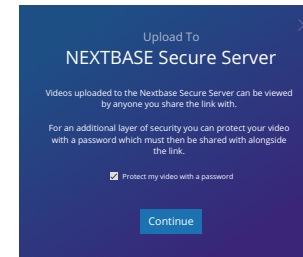 Upload To
NEXTBASE Secure Server
Videos uploaded to the Nextbase Secure Server can be viewed
by anyone you share the link with.
For an additional layer of security you can protect your video
with a password which must then be shared with alongside
the link.
Protect my video with a password
Continue